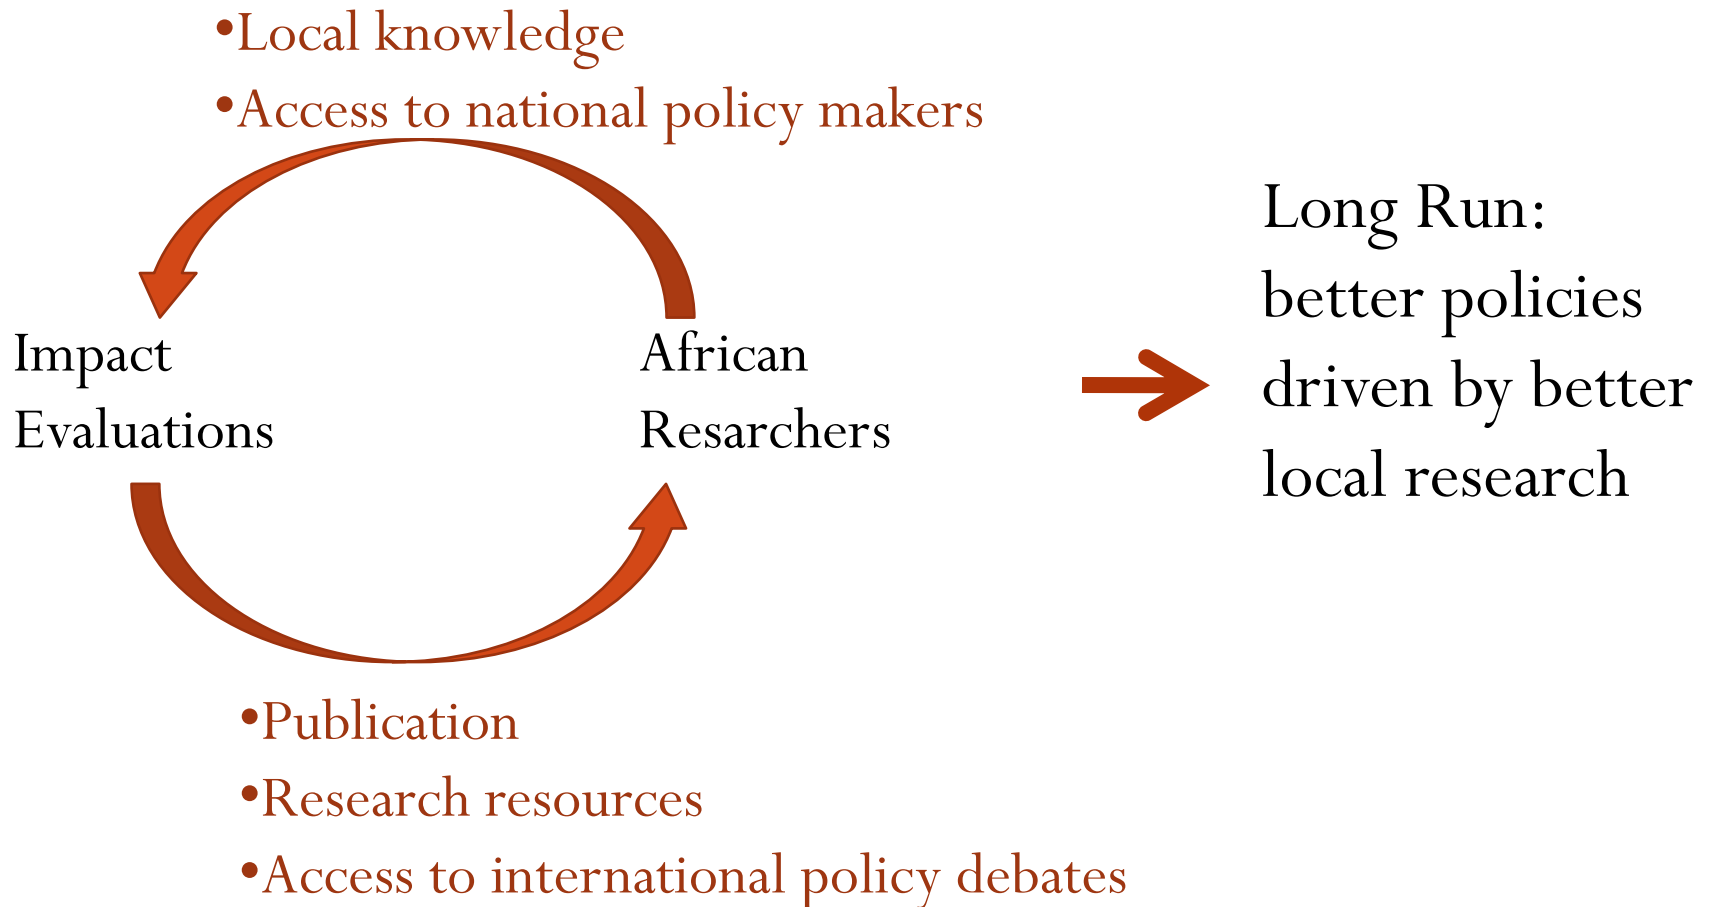 •Local knowledge
•Access to national policy makers
Impact
Evaluations
African
Resarchers
Long Run:
better policies
driven by better
local research
•Publication
•Research resources
•Access to international policy debates